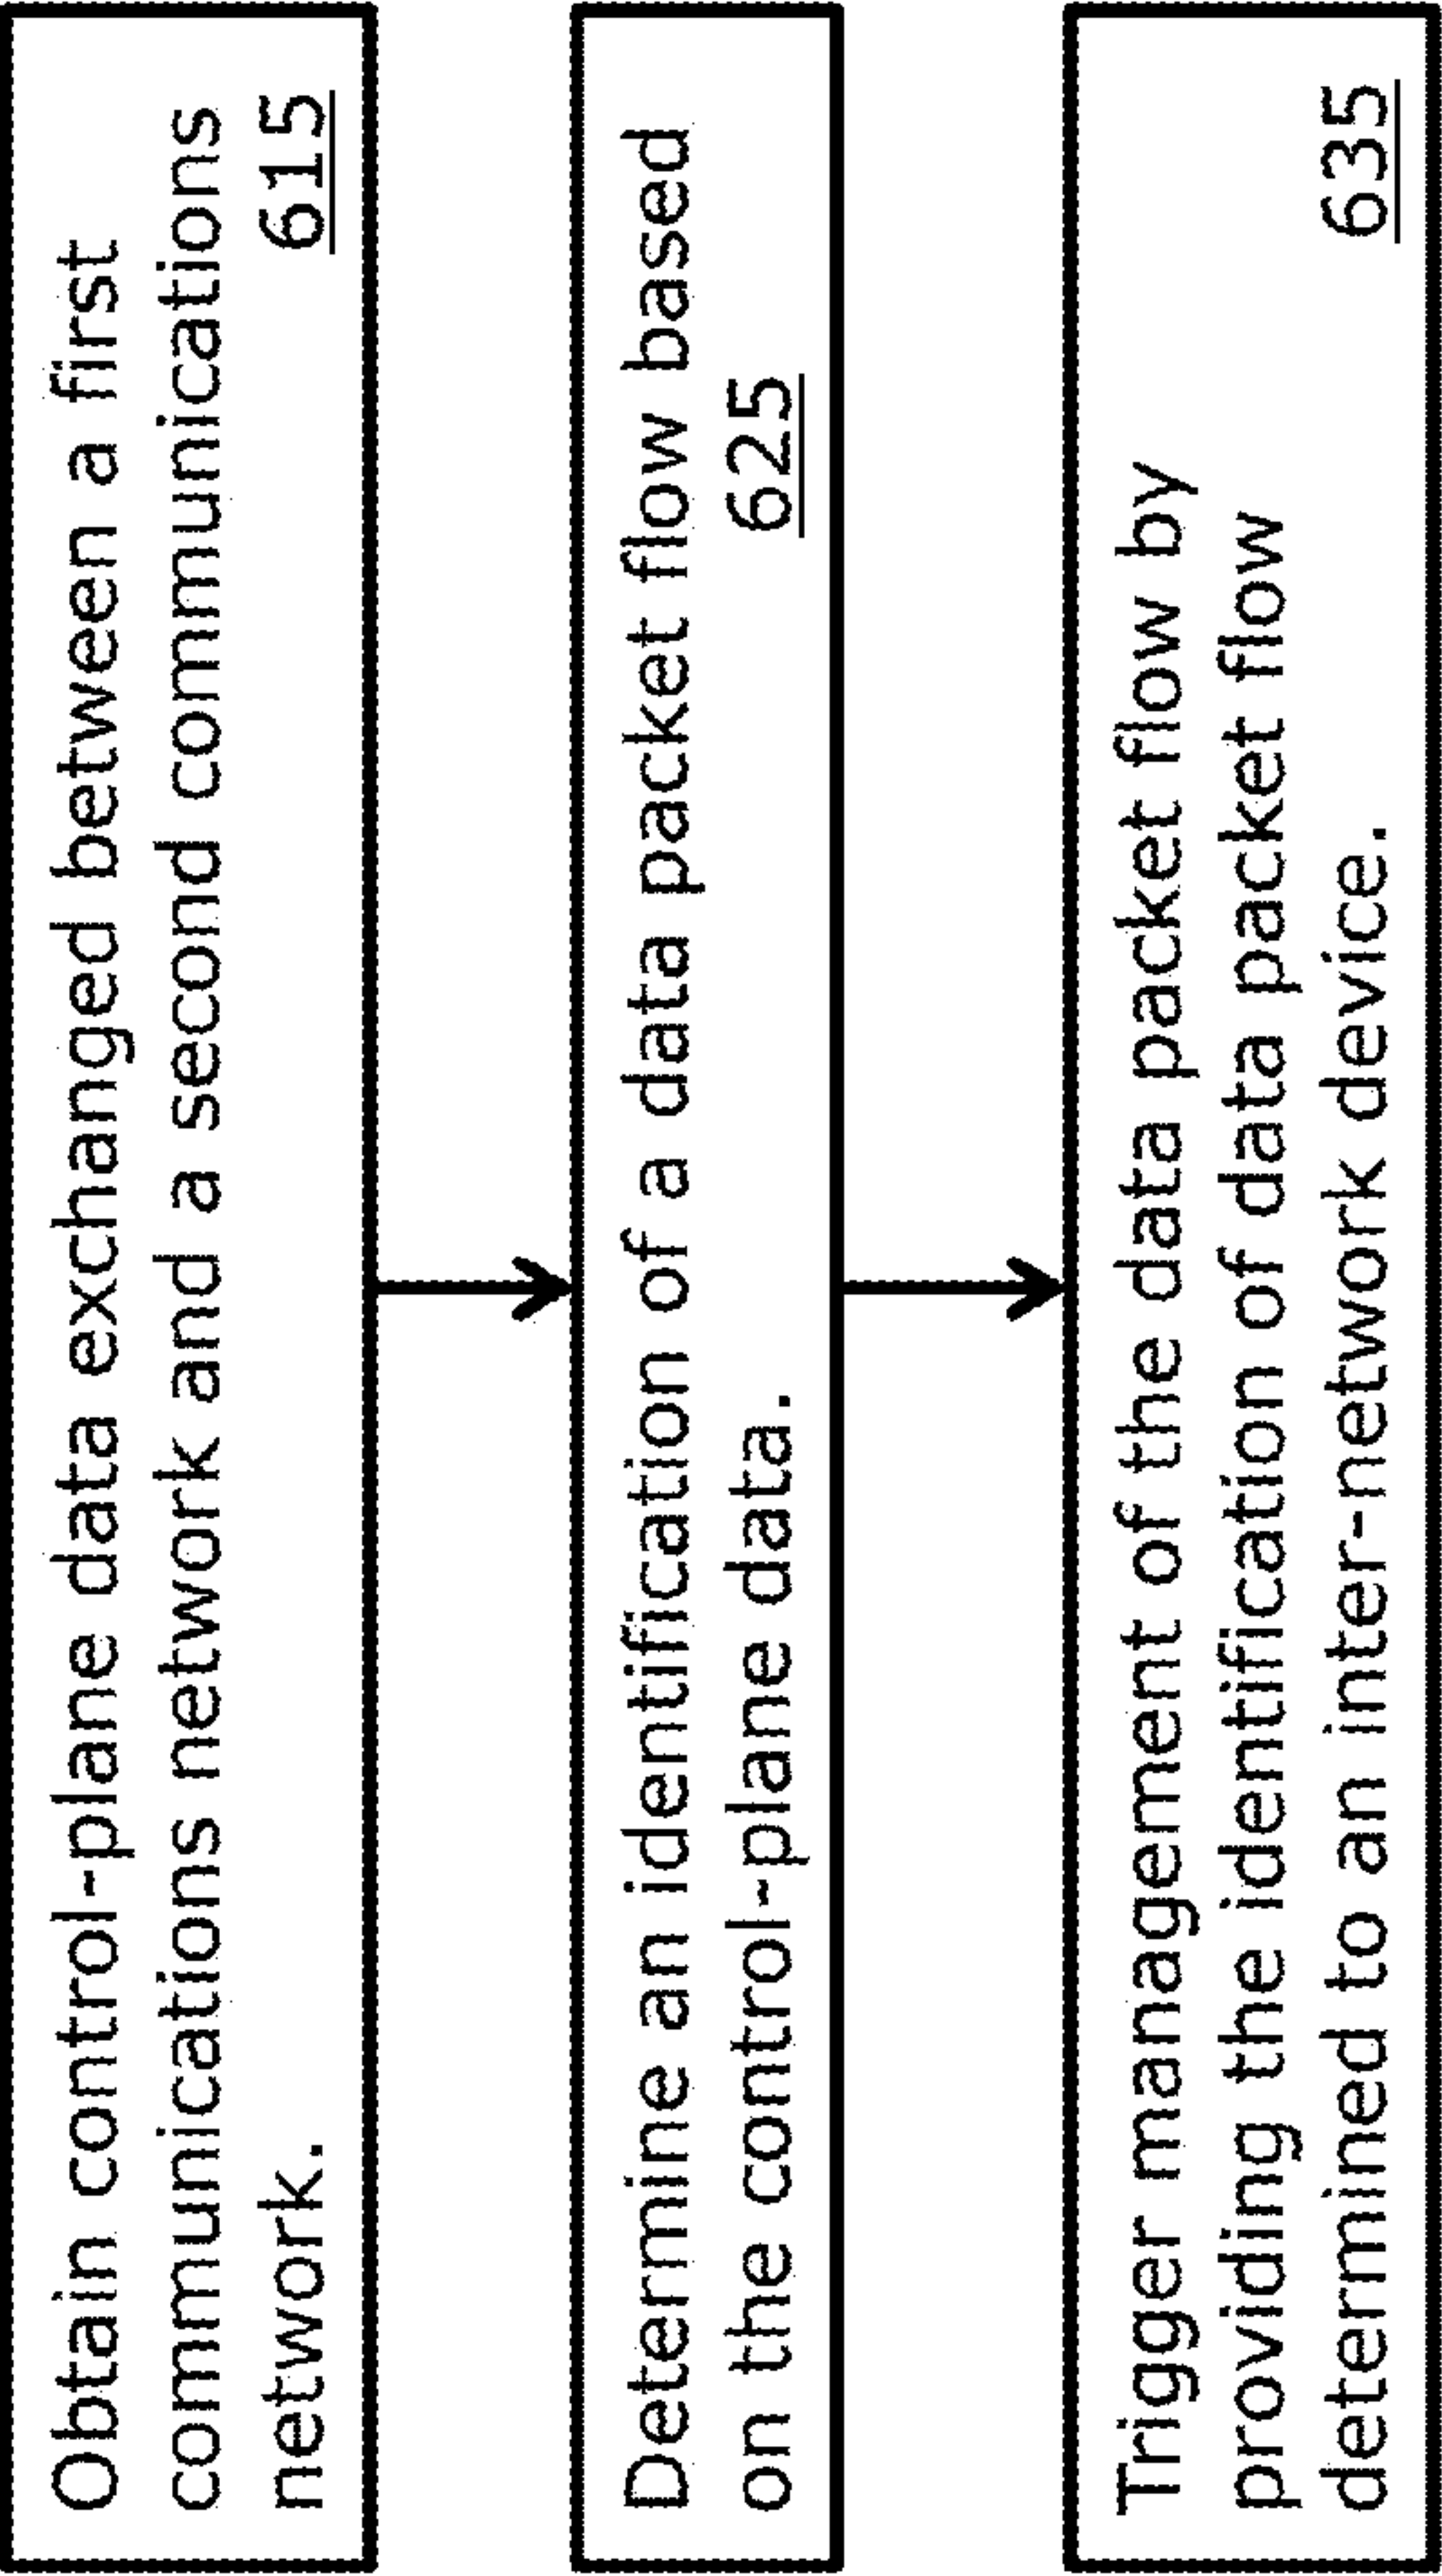 Obtain control-plane data exchanged between a first
communications network and a second communications
network. 615
Determine an identification of a data packet flow based
on the control-plane data. 625
Trigger management of the data packet flow by
providing the identification of data packet flow
determined to an inter-network device. 635